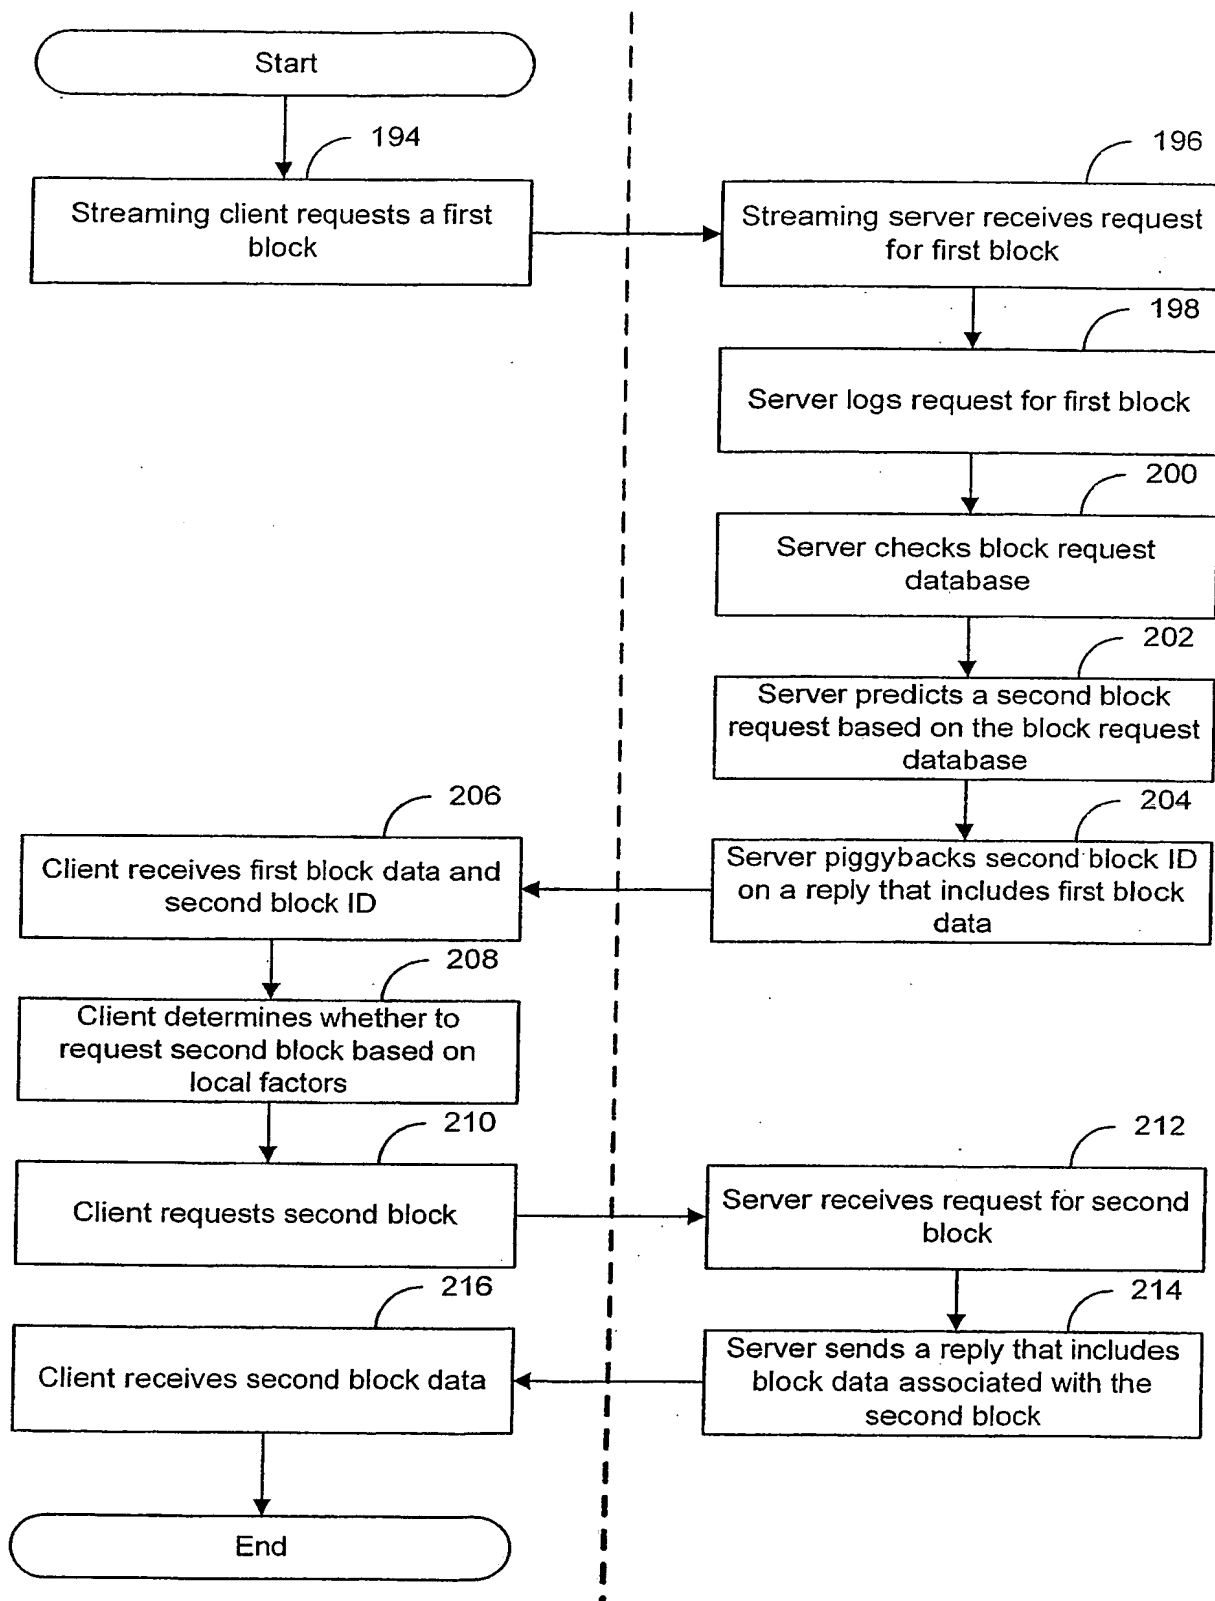 Start
194
Streaming client requests a first
block
196
Streaming server receives request
for first block
198
Server logs request for first block
200
Server checks block request
database
202
Server predicts a second block
request based on the block request
database
204
Server piggybacks second block ID
on a reply that includes first block
data
206
Client receives first block data and
second block ID
208
Client determines whether to
request second block based on
local factors
210
Client requests second block
212
Server receives request for second
block
214
Server sends a reply that includes
block data associated with the
second block
216
Client receives second block data
End